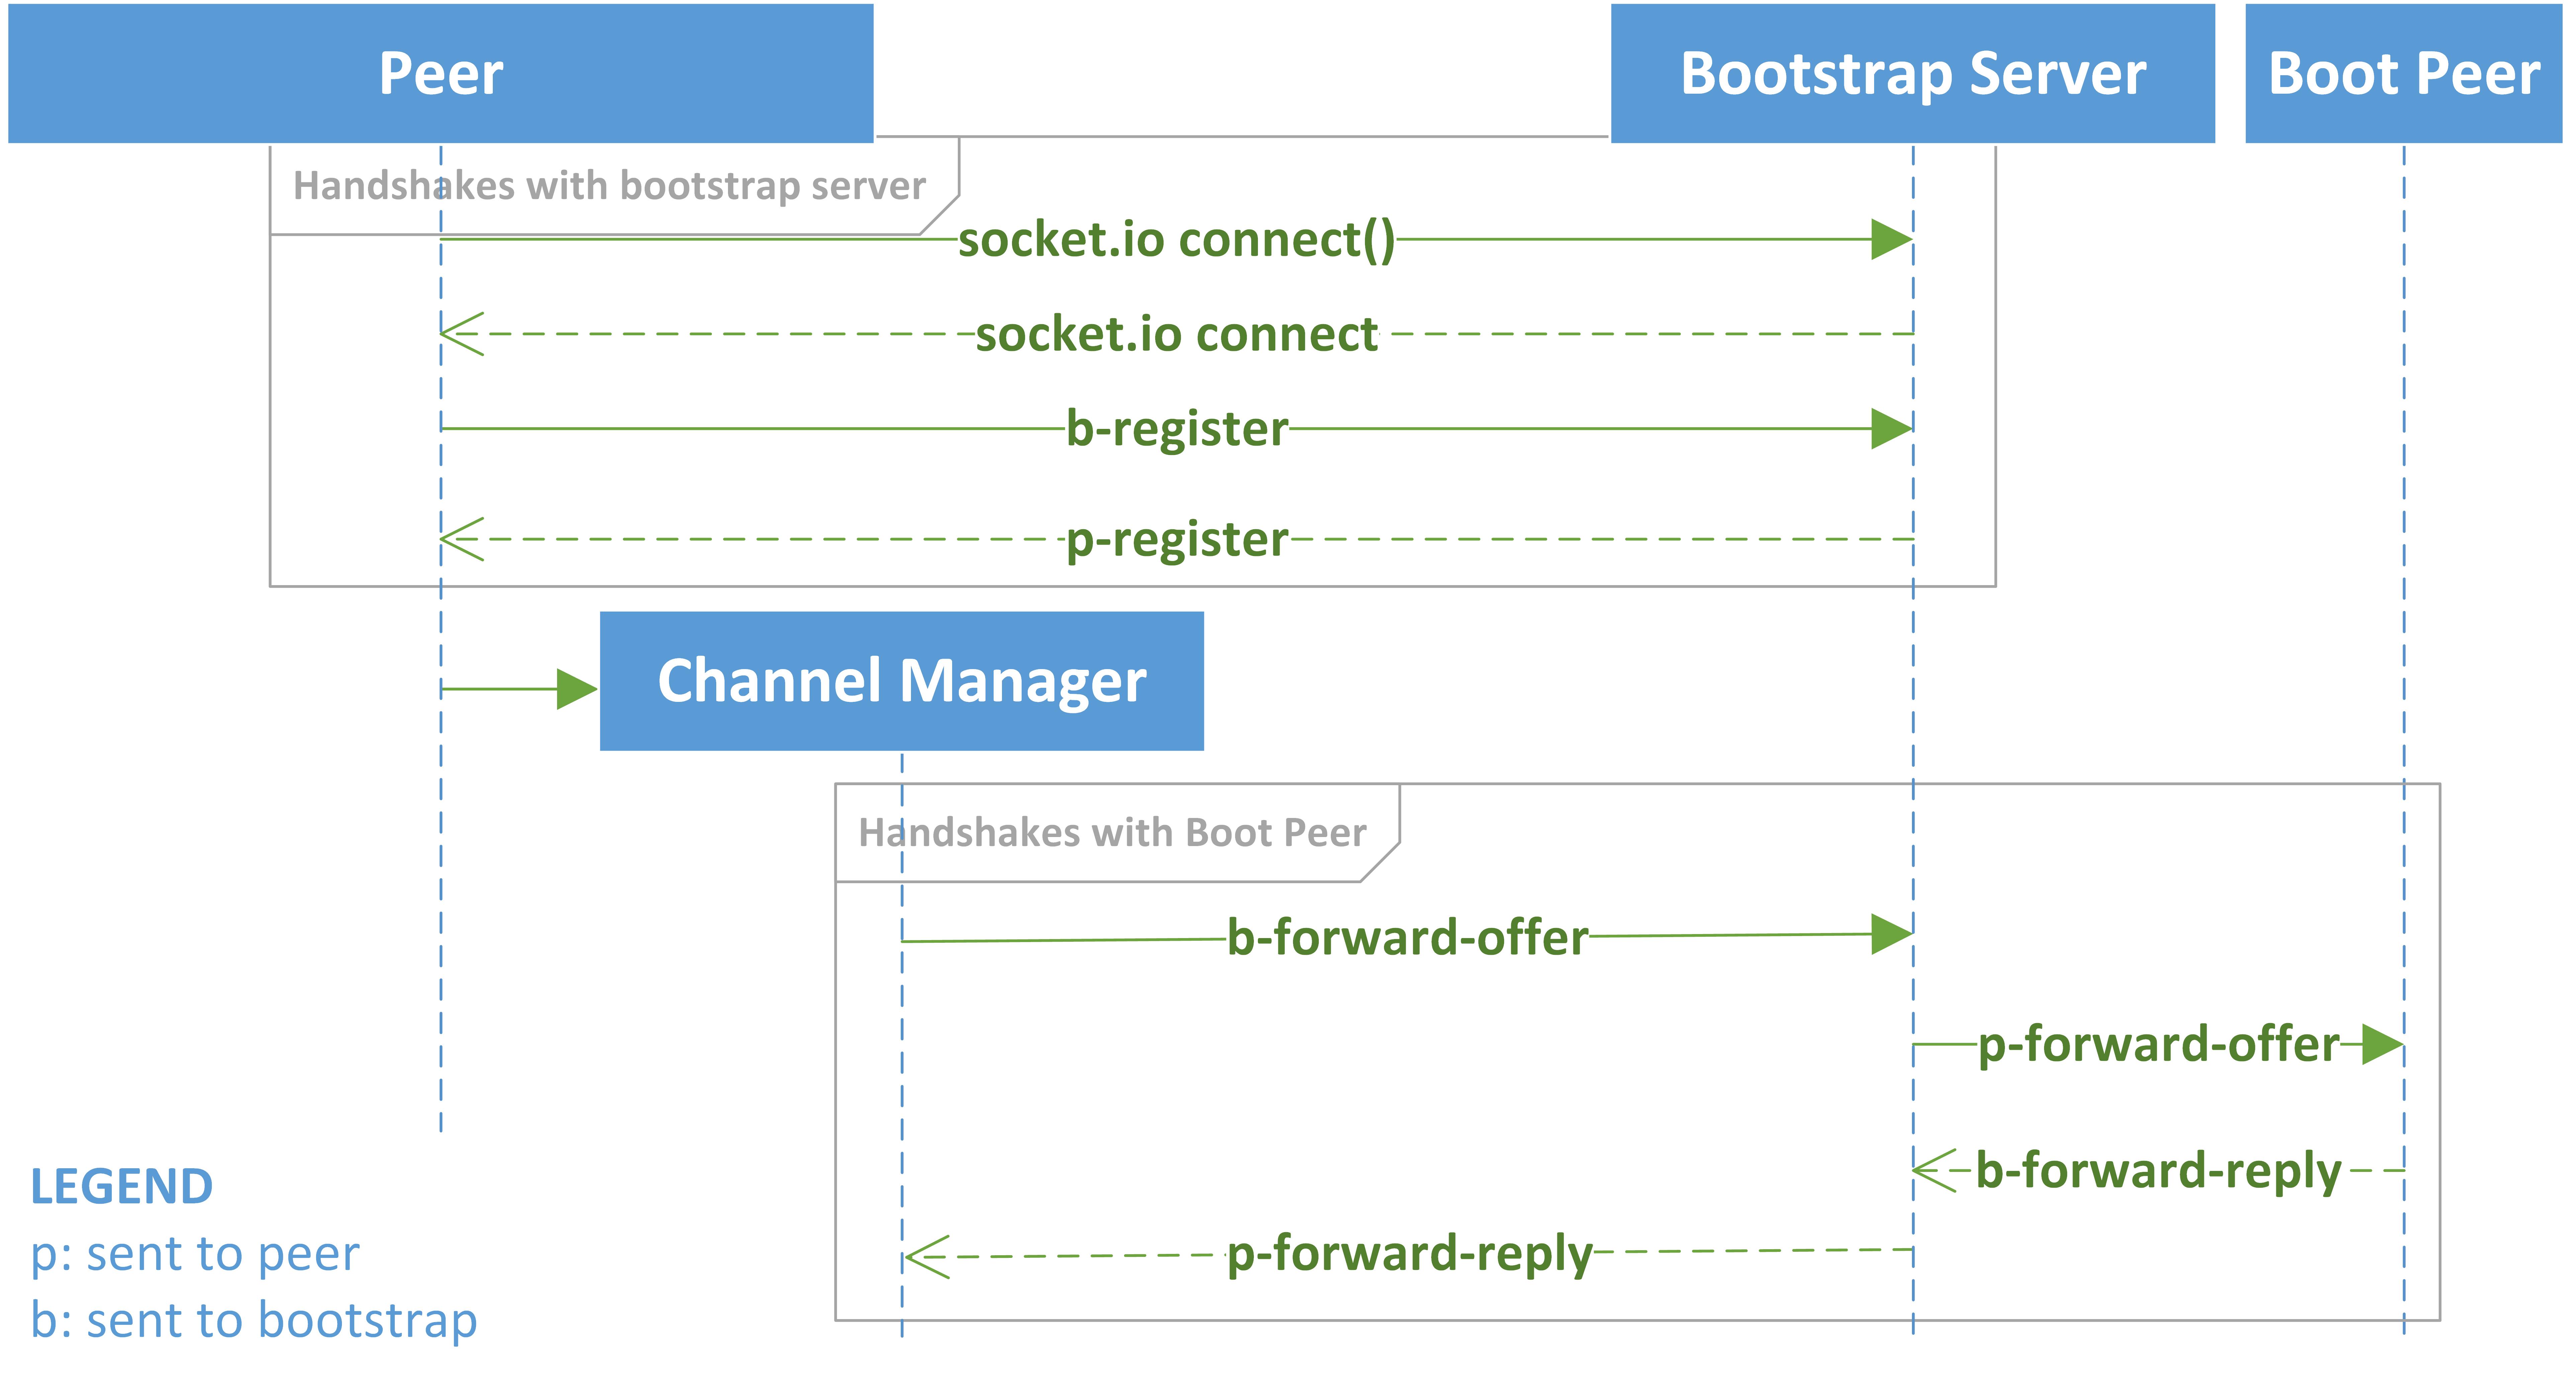 Peer
Bootstrap Server
Boot Peer
Handshakes with bootstrap server
socket.io connect()
socket.io connect
b-register
p-register
Channel Manager
Handshakes with Boot Peer
b-forward-offer
p-forward-offer
b-forward-reply
p-forward-reply
LEGEND
p: sent to peer
b: sent to bootstrap